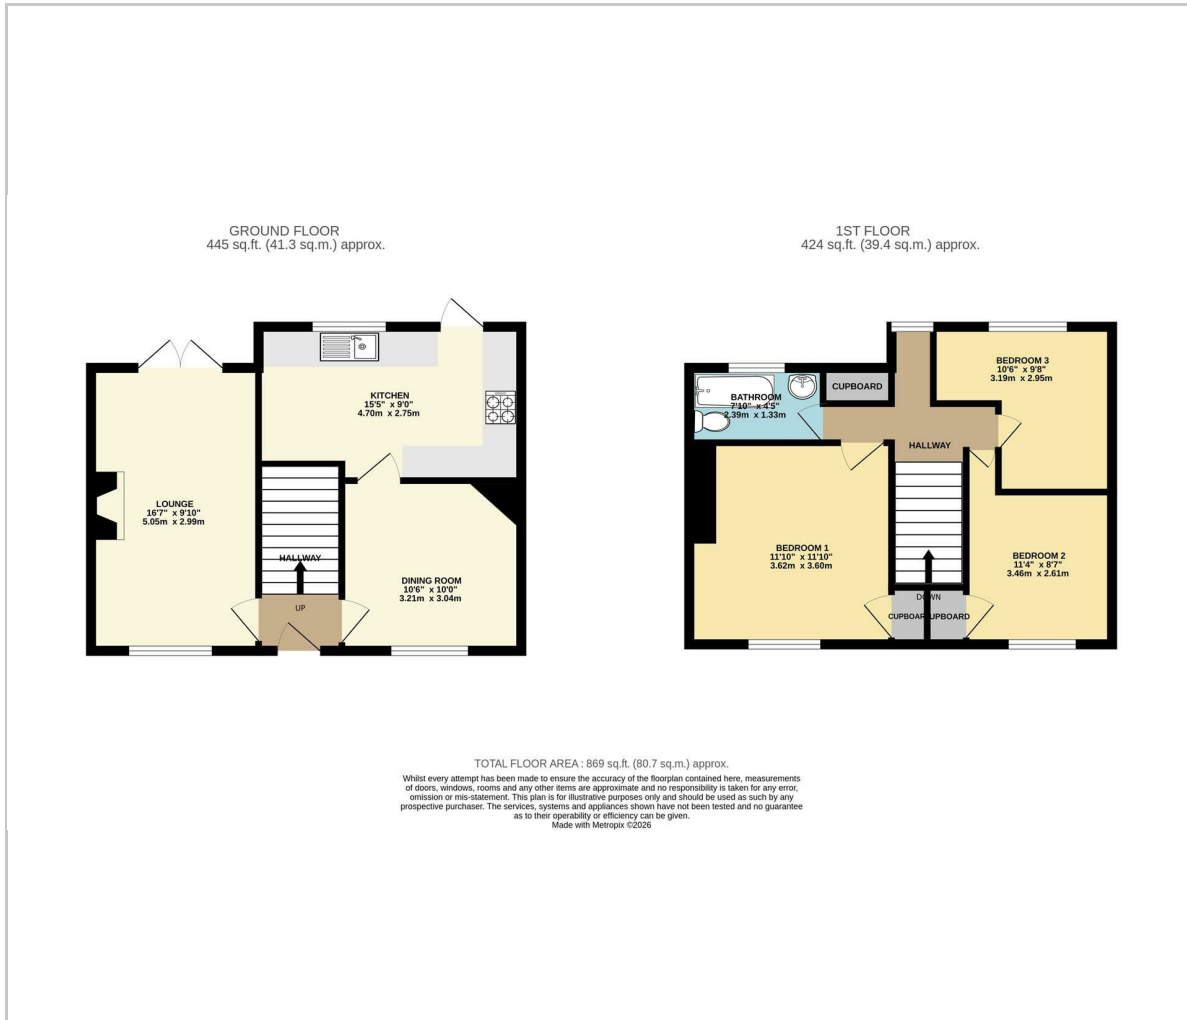 GROUND FLOOR
445 sq.ft. (41.3 sq.m.) approx.
KITCHEN
15'5" x 9'0"
4.70m x 2.75m
LOUNGE
16'7" x 9'10"
5.05m x 2.99m
HALLWAY
UP
DINING ROOM
10'6" x 10'0"
3.21m x 3.04m
1ST FLOOR
424 sq.ft. (39.4 sq.m.) approx.
BEDROOM 3
10'6" x 9'8"
3.19m x 2.95m
BATHROOM
7'10" x 4'5"
2.39m x 1.33m
CUPBOARD
HALLWAY
BEDROOM 1
11'10" x 11'10"
3.62m x 3.60m
BEDROOM 2
11'4" x 8'7"
3.46m x 2.61m
DOWN
CUPBOARD
CUPBOARD
TOTAL FLOOR AREA : 869 sq.ft. (80.7 sq.m.) approx.
Whilst every attempt has been made to ensure the accuracy of the floorplan contained here, measurements
of doors, windows, rooms and any other items are approximate and no responsibility is taken for any error,
omission or mis-statement. This plan is for illustrative purposes only and should be used as such by any
prospective purchaser. The services, systems and appliances shown have not been tested and no guarantee
as to their operability or efficiency can be given.
Made with Metropix ©2026